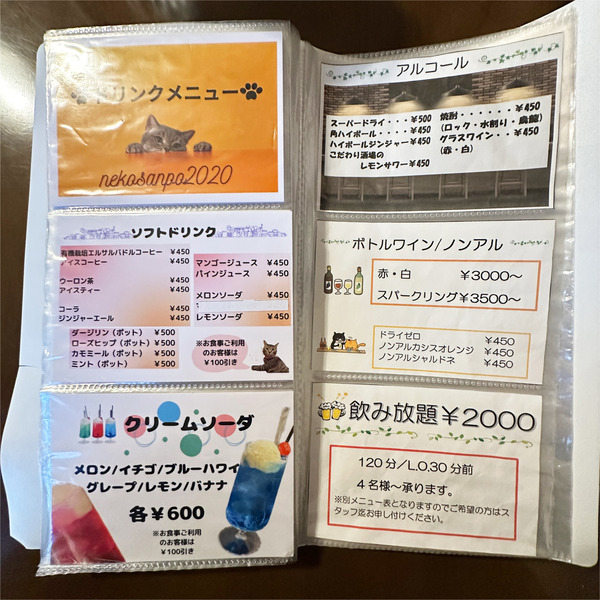 ドリンクメニュー
nekosanpo2020
ソフトドリンク
有機栽培エルサルバドルコーヒー ¥450
アイスコーヒー ¥450
ウーロン茶 ¥450
アイスティー ¥450
コーラ ¥450
ジンジャーエール ¥450
マンゴージュース ¥450
パインジュース ¥450
メロンソーダ ¥450
レモンソーダ ¥450
ダージリン(ポット) ¥500
ローズヒップ(ポット) ¥500
カモミール(ポット) ¥500
ミント(ポット) ¥500
※お食事ご利用
のお客様は
¥100引き
クリームソーダ
メロン/イチゴ/ブルーハワイ
グレープ/レモン/バナナ
各¥600
※お食事ご利用
のお客様は
¥100引き
アルコール
スーパードライ・・・¥500
角ハイボール・・・・¥450
ハイボールジンジャー¥450
こだわり酒場の
レモンサワー¥450
焼酎・・・・・・・¥450
(ロック・水割り・烏龍)
グラスワイン・・・¥450
(赤・白)
ボトルワイン/ノンアル
赤・白 ¥3000~
スパークリング¥3500~
ドライゼロ ¥450
ノンアルカシスオレンジ ¥450
ノンアルシャルドネ ¥450
飲み放題¥2000
120分/L.O,30分前
4名様~承ります。
※別メニュー表となりますのでご希望の方はス
タッフ迄お申し付けください。